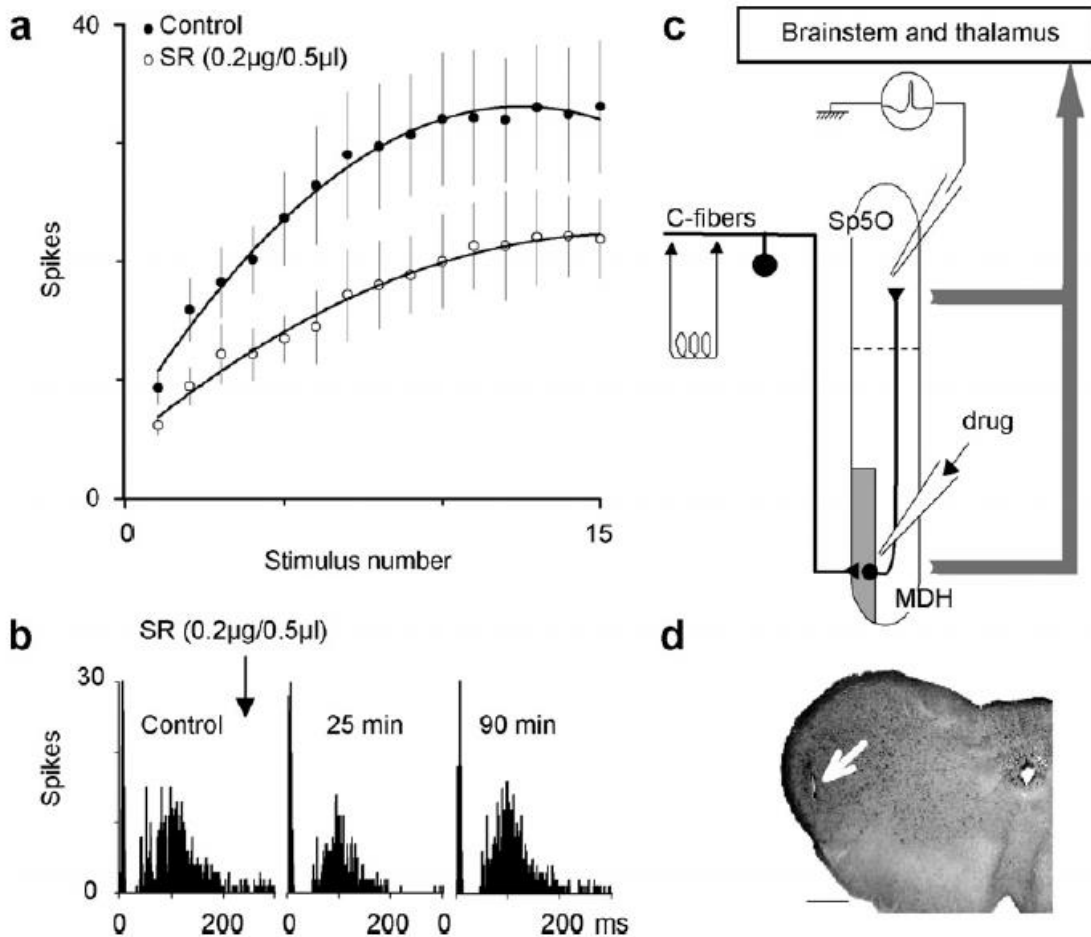 a
40
Control
SR (0.2µg/0.5µl)
Spikes
0
0
15
Stimulus number
b
SR (0.2µg/0.5µl)
30
Control
25 min
90 min
Spikes
0
0 200 0 200 0 200 ms
c
Brainstem and thalamus
C-fibers
Sp5O
drug
MDH
d